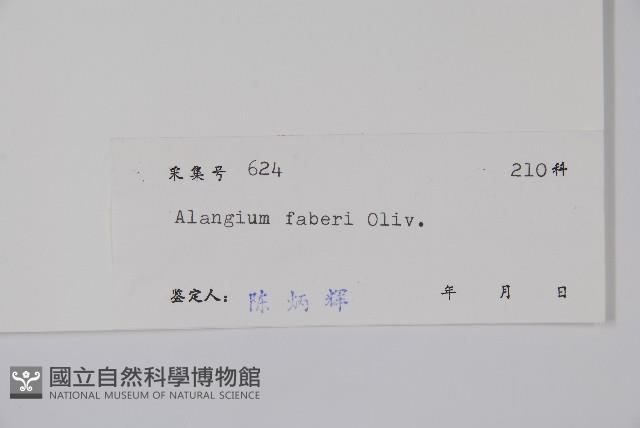 采集号 624 210科
Alangium faberi Oliv.
鉴定人： 陈炳辉 年 月 日
國立自然科學博物館
NATIONAL MUSEUM OF NATURAL SCIENCE